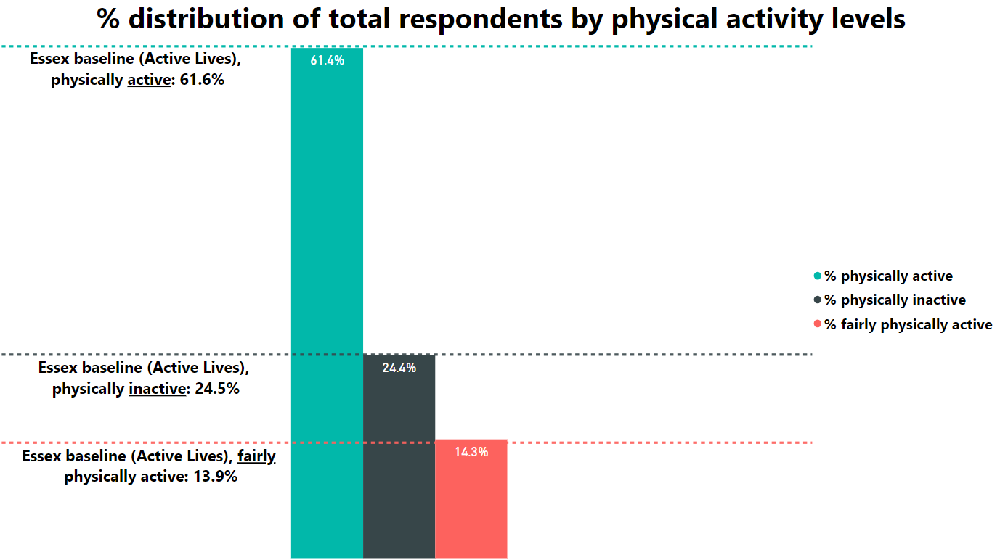 % distribution of total respondents by physical activity levels
Essex baseline (Active Lives),
physically active: 61.6%
61.4%
% physically active
% physically inactive
% fairly physically active
Essex baseline (Active Lives),
physically inactive: 24.5%
24.4%
Essex baseline (Active Lives), fairly
physically active: 13.9%
14.3%